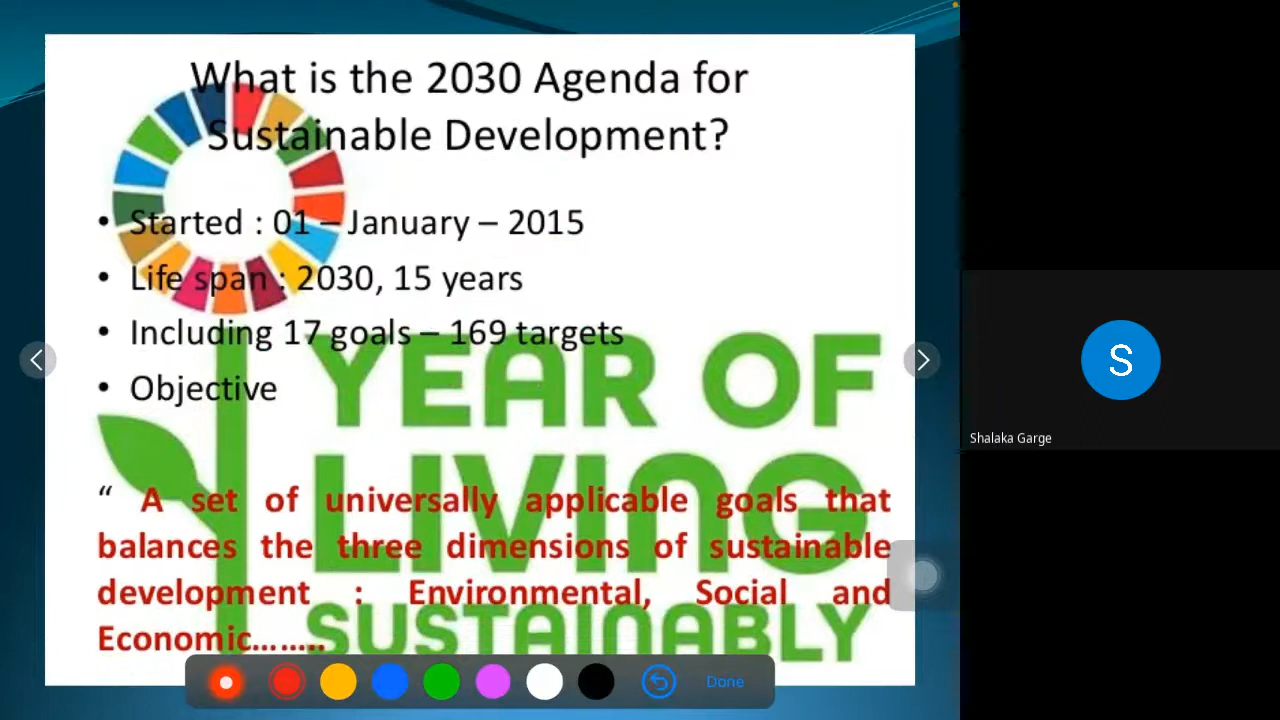 What is the 2030 Agenda for
Sustainable Development?
• Started : 01 – January – 2015
• Life span : 2030, 15 years
• Including 17 goals – 169 targets
• Objective
YEAR OF
LIVING
SUSTAINABLY
“ A set of universally applicable goals that
balances the three dimensions of sustainable
development : Environmental, Social and
Economic........
Done
S
Shalaka Garge